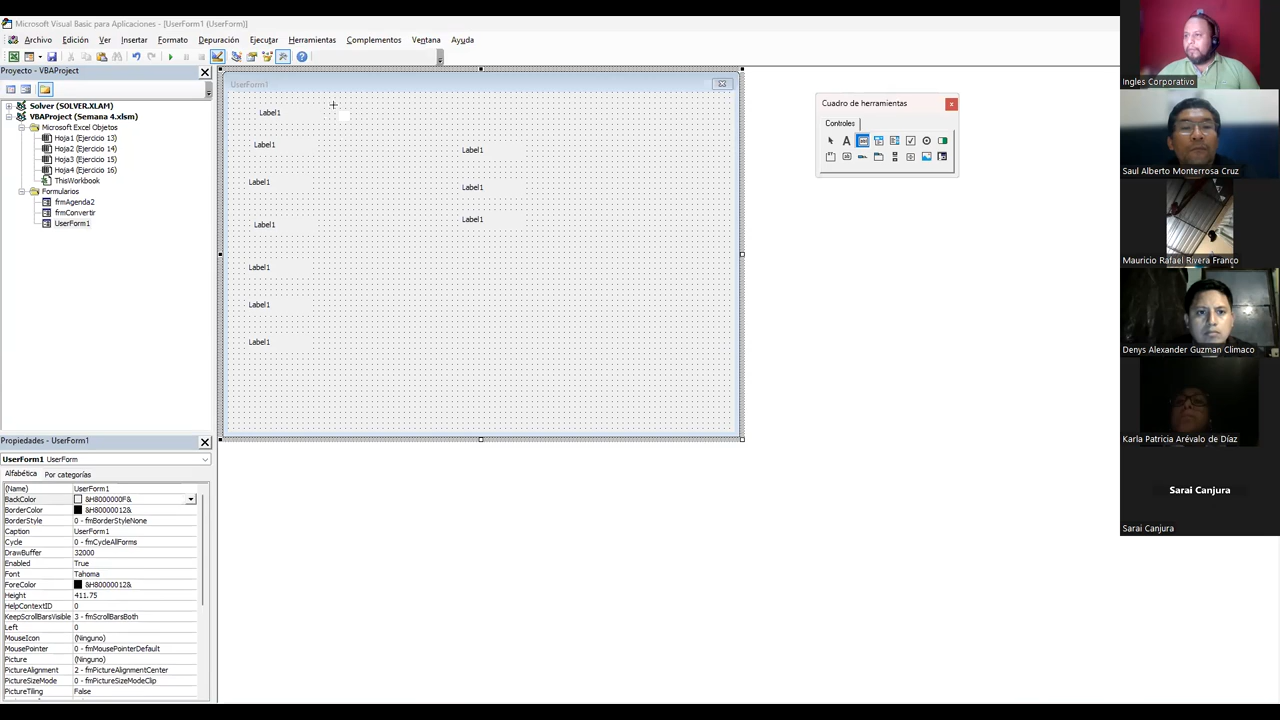 Microsoft Visual Basic para Aplicaciones - [UserForm1 (UserForm)]
Archivo Edición Ver Insertar Formato Depuración Ejecutar Herramientas Complementos Ventana Ayuda
Proyecto - VBAProject
Solver (SOLVER.XLAM)
VBAProject (Semana 4.xlsm)
Microsoft Excel Objetos
Hoja1 (Ejercicio 13)
Hoja2 (Ejercicio 14)
Hoja3 (Ejercicio 15)
Hoja4 (Ejercicio 16)
ThisWorkbook
Formularios
frmAgenda2
frmConvertir
UserForm1
Propiedades - UserForm1
UserForm1 UserForm
Alfabética Por categorías
(Name) UserForm1
BackColor &H8000000F&
BorderColor &H80000012&
BorderStyle 0 - fmBorderStyleNone
Caption UserForm1
Cycle 0 - fmCycleAllForms
DrawBuffer 32000
Enabled True
Font Tahoma
ForeColor &H80000012&
Height 411.75
HelpContextID 0
KeepScrollBarsVisible 3 - fmScrollBarsBoth
Left 0
MouseIcon (Ninguno)
MousePointer 0 - fmMousePointerDefault
Picture (Ninguno)
PictureAlignment 2 - fmPictureAlignmentCenter
PictureSizeMode 0 - fmPictureSizeModeClip
PictureTiling False
UserForm1
Label1
Label1
Label1
Label1
Label1
Label1
Label1
Label1
Label1
Label1
Cuadro de herramientas
Controles
Ingles Corporativo
Saul Alberto Monterrosa Cruz
Mauricio Rafael Rivera Franco
Denys Alexander Guzman Climaco
Karla Patricia Arévalo de Díaz
Sarai Canjura
Sarai Canjura